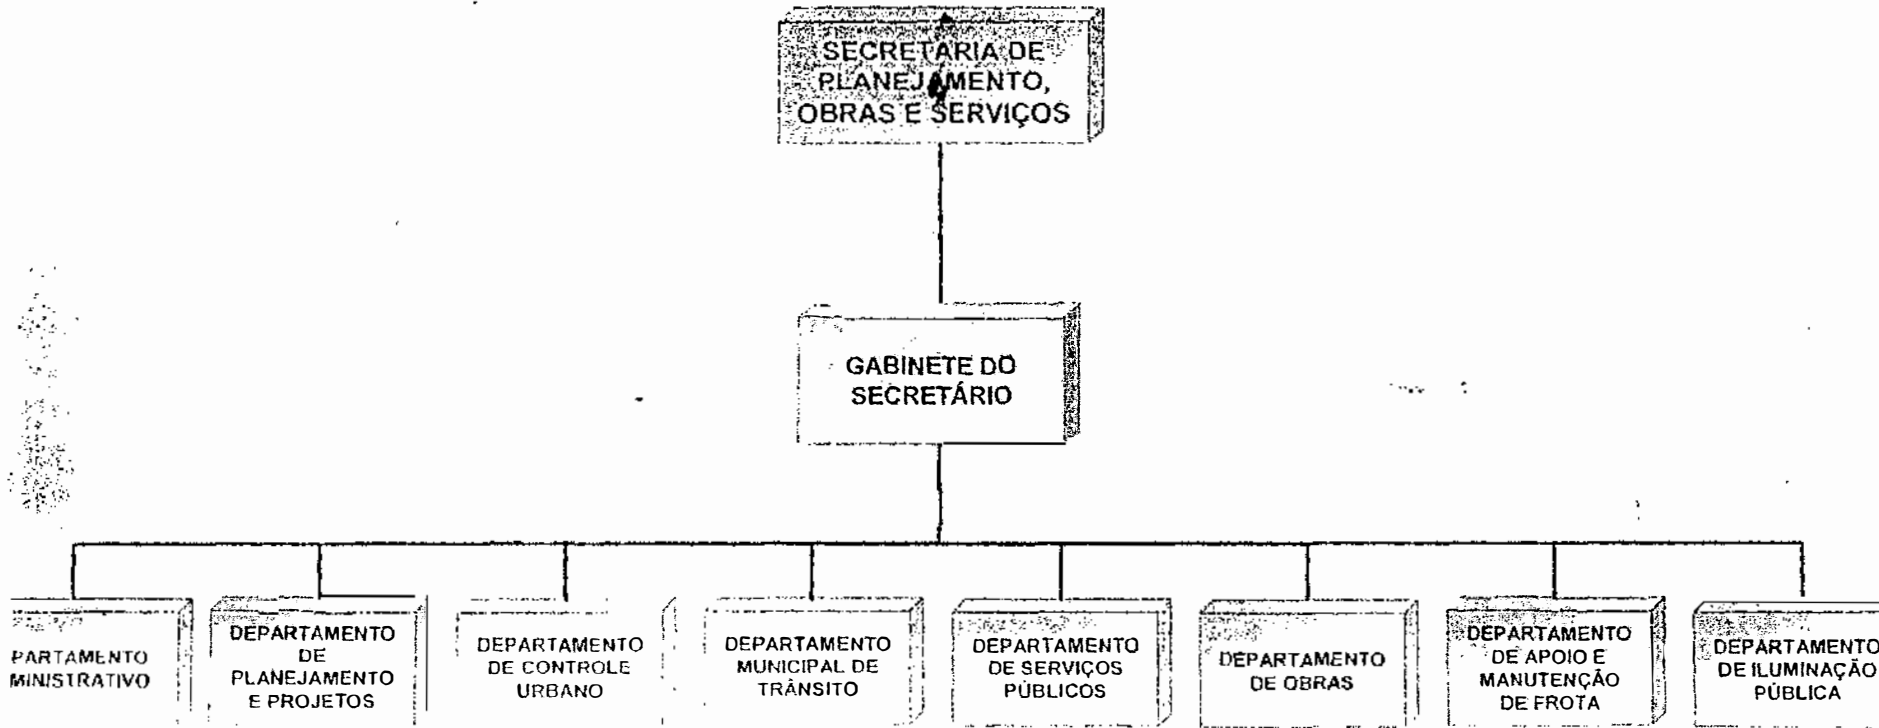 SECRETARIA DE
PLANEJAMENTO,
OBRAS E SERVIÇOS
GABINETE DO
SECRETÁRIO
PARTAMENTO
MINISTRATIVO
DEPARTAMENTO
DE
PLANEJAMENTO
E PROJETOS
DEPARTAMENTO
DE CONTROLE
URBANO
DEPARTAMENTO
MUNICIPAL DE
TRÂNSITO
DEPARTAMENTO
DE SERVIÇOS
PÚBLICOS
DEPARTAMENTO
DE OBRAS
DEPARTAMENTO
DE APOIO E
MANUTENÇÃO
DE FROTA
DEPARTAMENTO
DE ILUMINAÇÃO
PÚBLICA